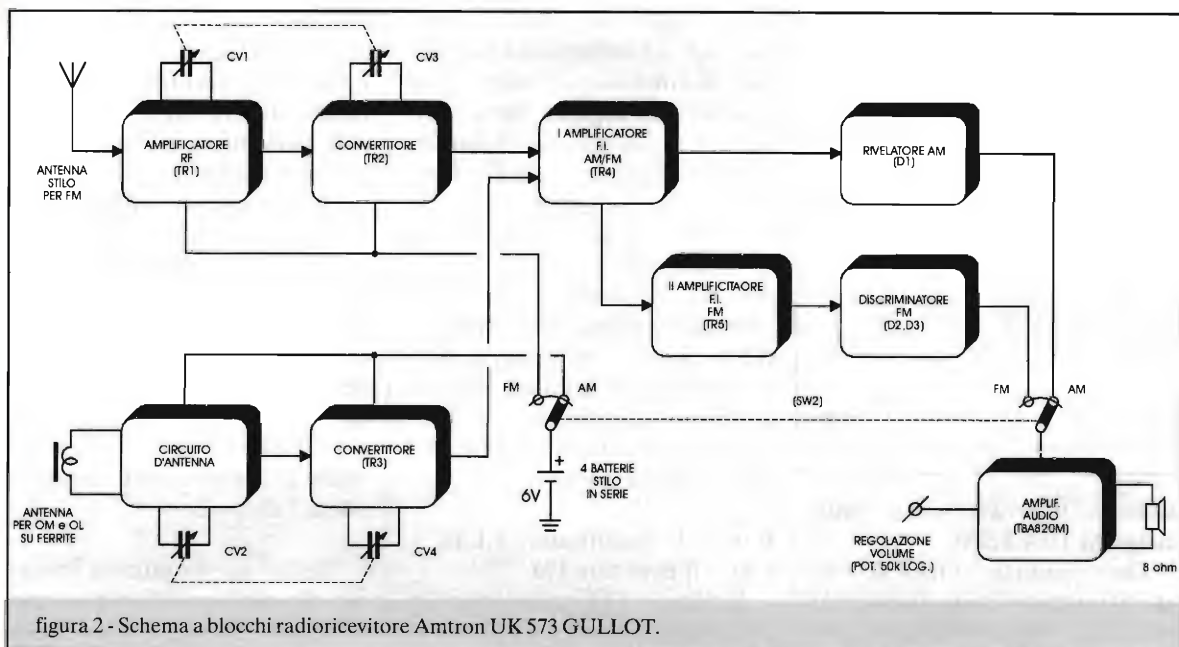 CV1
CV3
ANTENNA
STILO
PER FM
AMPLIFICATORE
RF
(TR1)
CONVERTITORE
(TR2)
I AMPLIFICATORE
F.I.
AM/FM
(TR4)
RIVELATORE AM
(D1)
II AMPLIFICITAORE
F.I.
FM
(TR5)
DISCRIMINATORE
FM
(D2,D3)
FM
AM
(SW2)
FM
AM
ANTENNA
PER OM e OL
SU FERRITE
CIRCUITO
D'ANTENNA
CONVERTITORE
(TR3)
CV2
CV4
+
6V
4 BATTERIE
STILO
IN SERIE
REGOLAZIONE
VOLUME
(POT. 50k LOG.)
AMPLIF.
AUDIO
(TBA820M)
8 ohm
figura 2 - Schema a blocchi radioricevitore Amtron UK 573 GULLOT.